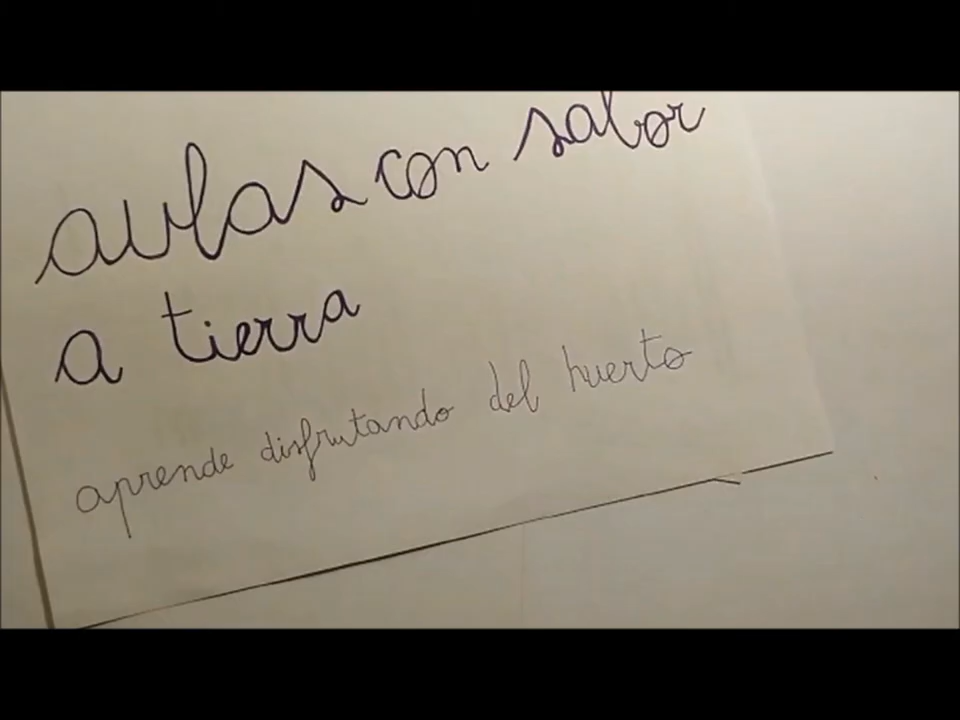 aulas con sabor
a tierra
aprende disfrutando del huerto